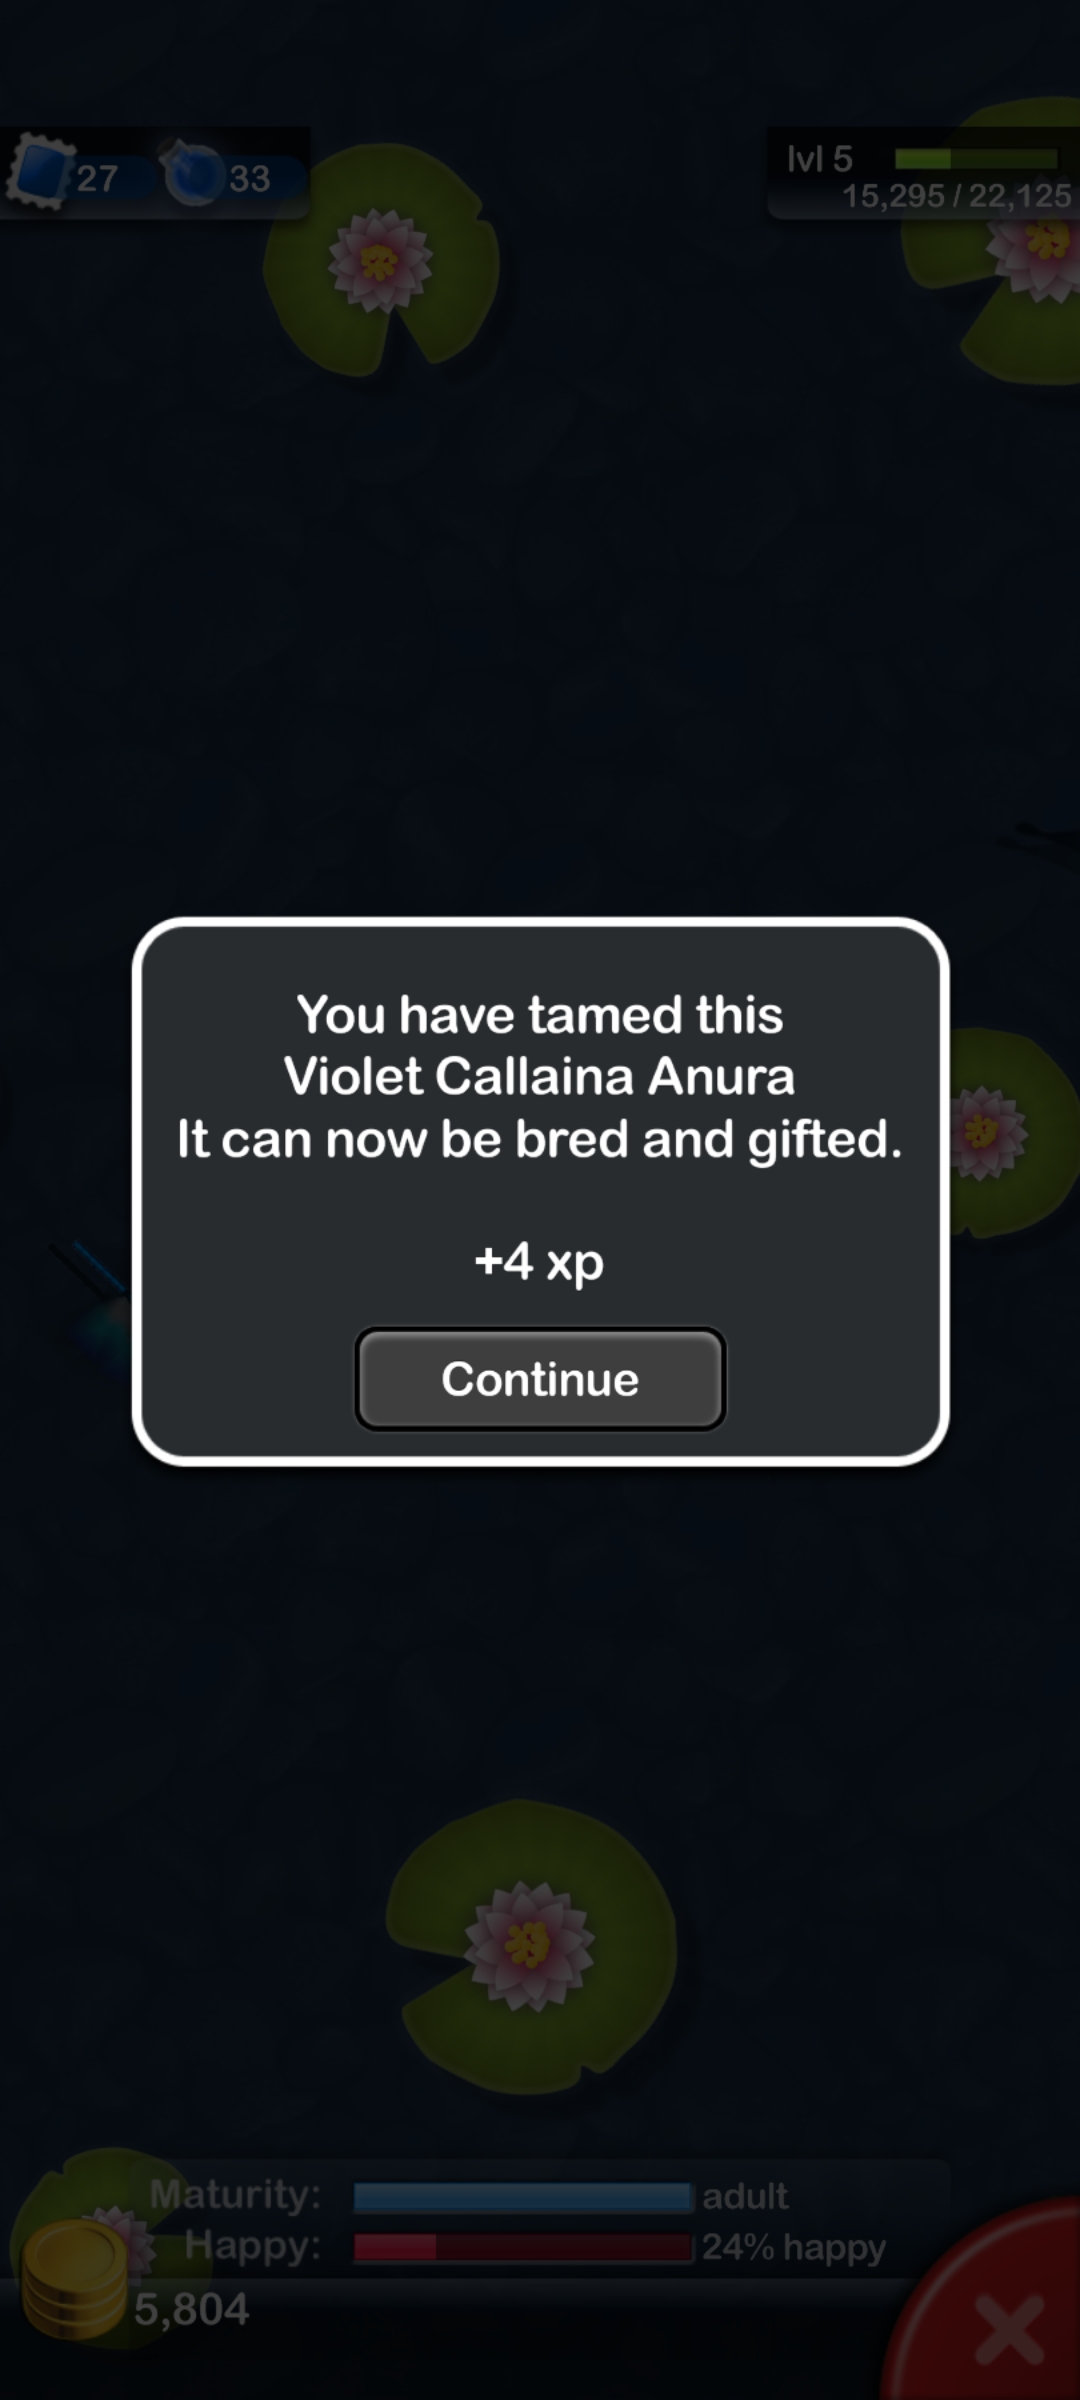 27
33
lvl 5
15,295 / 22,125
You have tamed this
Violet Callaina Anura
It can now be bred and gifted.
+4 xp
Continue
Maturity: adult
Happy: 24% happy
5,804